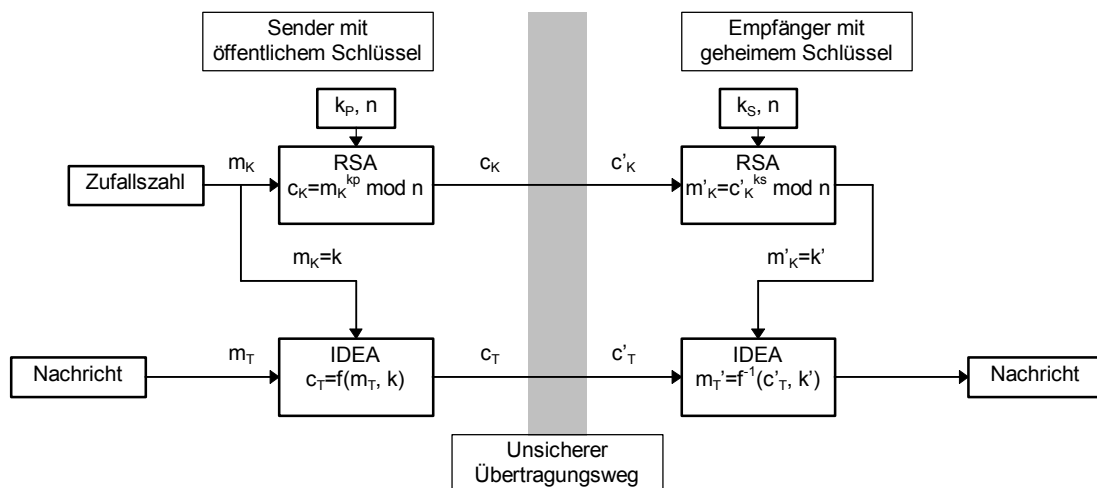 Sender mit
öffentlichem Schlüssel
Empfänger mit
geheimem Schlüssel
k_P, n
k_S, n
Zufallszahl
m_K
RSA
c_K=m_K^kp mod n
c_K
c'_K
RSA
m'_K=c'_K^ks mod n
m_K=k
m'_K=k'
Nachricht
m_T
IDEA
c_T=f(m_T, k)
c_T
c'_T
IDEA
m_T'=f^-1(c'_T, k')
Nachricht
Unsicherer
Übertragungsweg